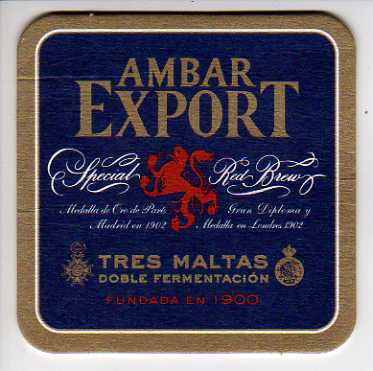 AMBAR
EXPORT
Special Red Brew
Medalla de Oro de París
Madrid en 1902
Gran Diploma y
Medalla en Londres 1902
TRES MALTAS
DOBLE FERMENTACIÓN
FUNDADA EN 1900